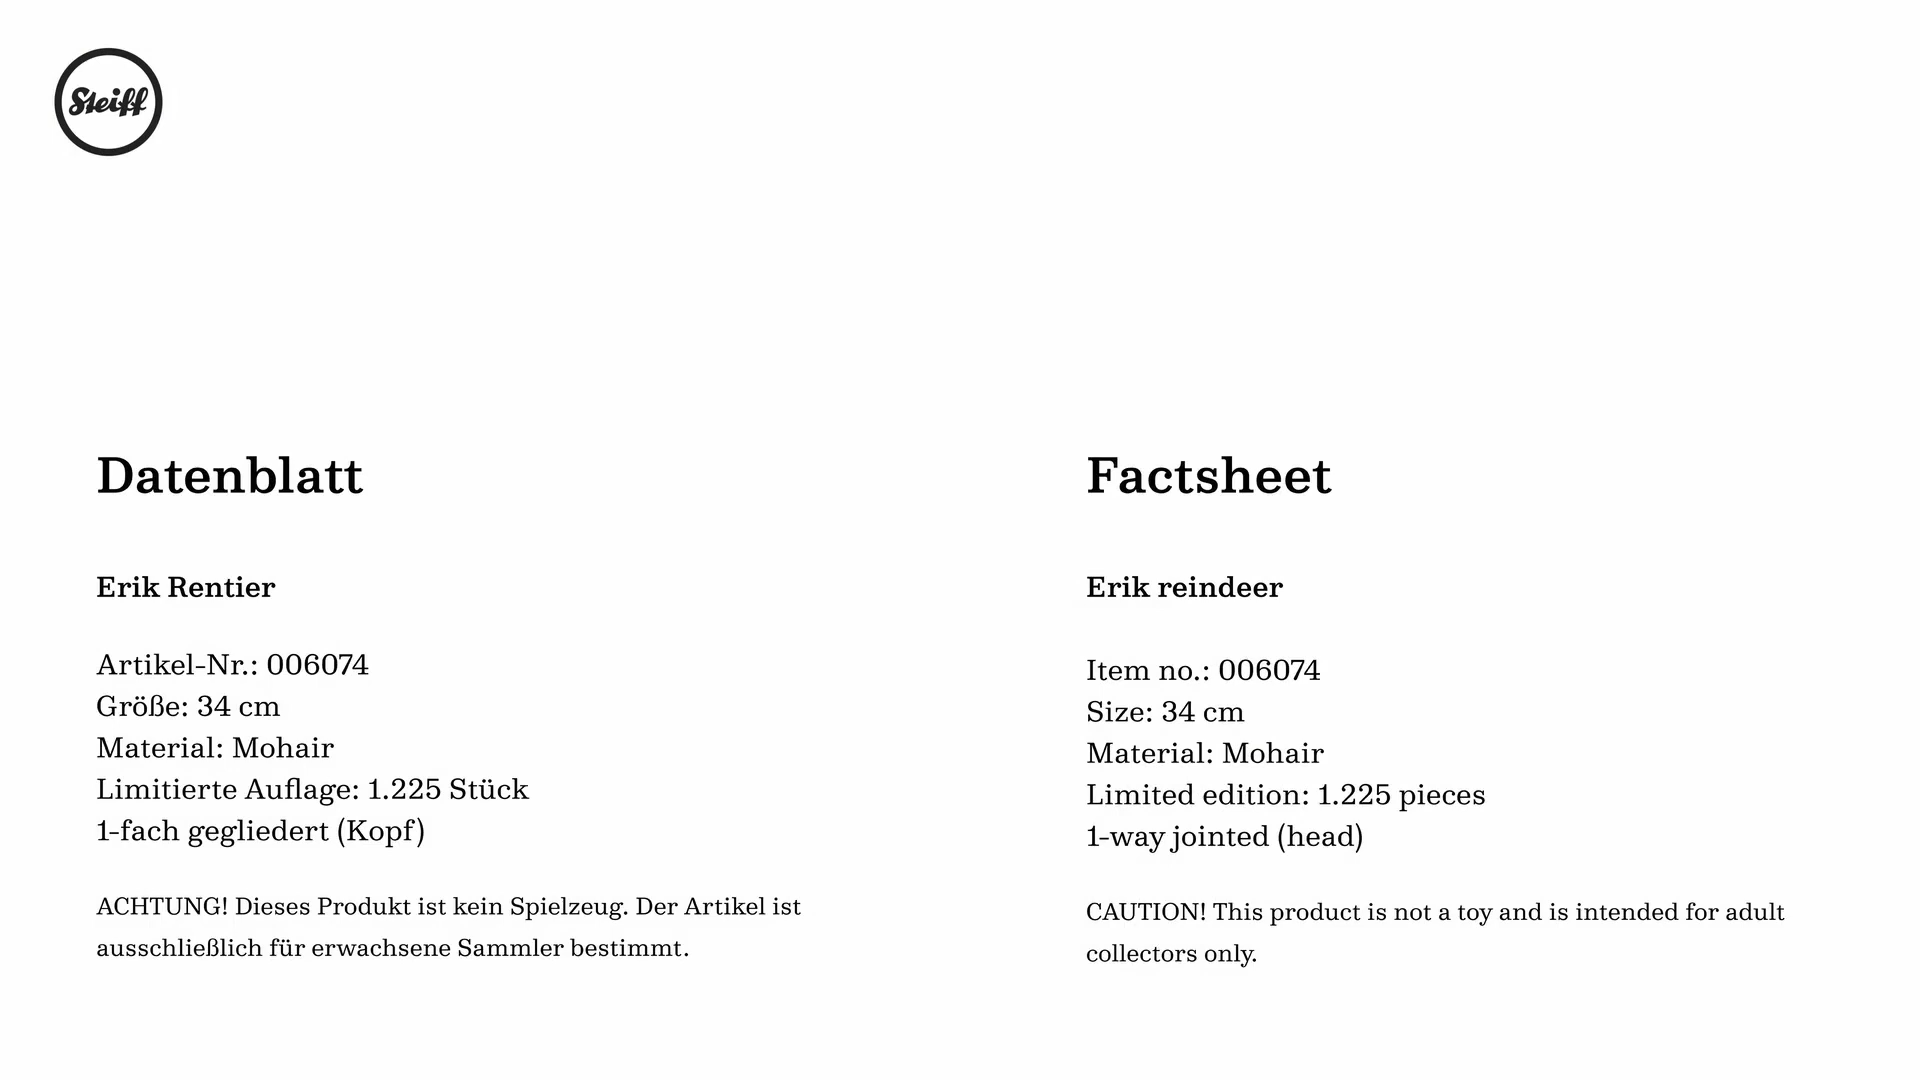 Steiff
Datenblatt
Erik Rentier
Artikel-Nr.: 006074
Größe: 34 cm
Material: Mohair
Limitierte Auflage: 1.225 Stück
1-fach gegliedert (Kopf)
ACHTUNG! Dieses Produkt ist kein Spielzeug. Der Artikel ist
ausschließlich für erwachsene Sammler bestimmt.
Factsheet
Erik reindeer
Item no.: 006074
Size: 34 cm
Material: Mohair
Limited edition: 1.225 pieces
1-way jointed (head)
CAUTION! This product is not a toy and is intended for adult
collectors only.